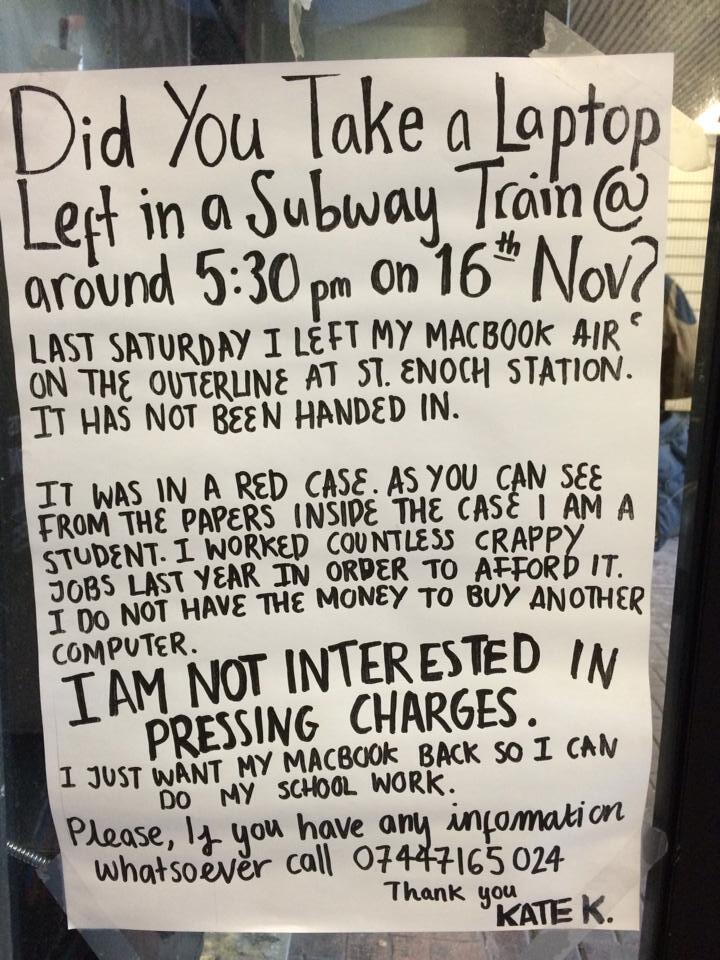 Did You Take a Laptop
Left in a Subway Train @
around 5:30pm on 16th Nov?
LAST SATURDAY I LEFT MY MACBOOK AIR
ON THE OUTERLINE AT ST. ENOCH STATION.
IT HAS NOT BEEN HANDED IN.
IT WAS IN A RED CASE. AS YOU CAN SEE
FROM THE PAPERS INSIDE THE CASE I AM A
STUDENT. I WORKED COUNTLESS CRAPPY
JOBS LAST YEAR IN ORDER TO AFFORD IT.
I DO NOT HAVE THE MONEY TO BUY ANOTHER
COMPUTER.
I AM NOT INTERESTED IN
PRESSING CHARGES.
I JUST WANT MY MACBOOK BACK SO I CAN
DO MY SCHOOL WORK.
Please, If you have any infomation
whatsoever call 07447165024
Thank you
KATE K.